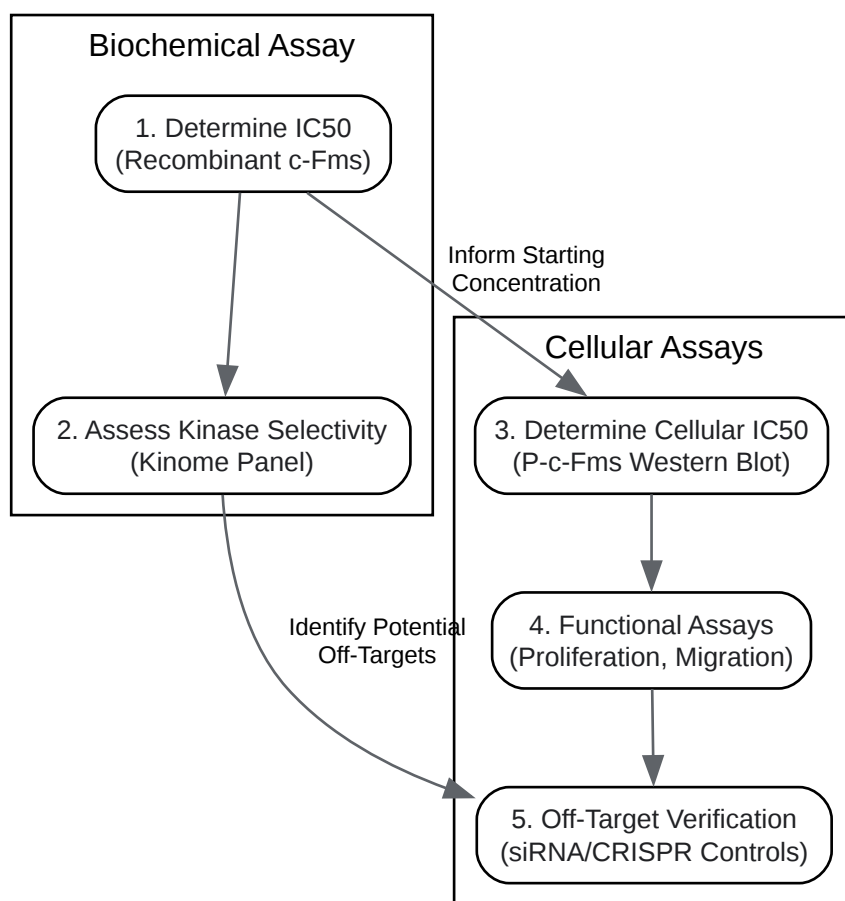 Biochemical Assay
1. Determine IC50
(Recombinant c-Fms)
Inform Starting
Concentration
Cellular Assays
2. Assess Kinase Selectivity
(Kinome Panel)
3. Determine Cellular IC50
(P-c-Fms Western Blot)
Identify Potential
Off-Targets
4. Functional Assays
(Proliferation, Migration)
5. Off-Target Verification
(siRNA/CRISPR Controls)